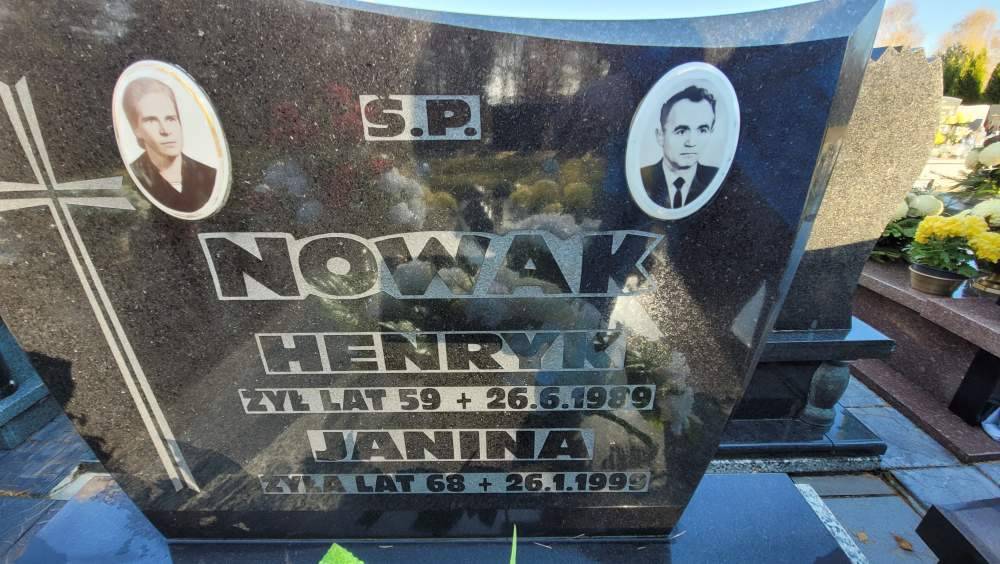 S.P.
NOWAK
HENRYK
ŻYŁ LAT 59 + 26.6.1989
JANINA
ŻYŁA LAT 68 + 26.1.1999